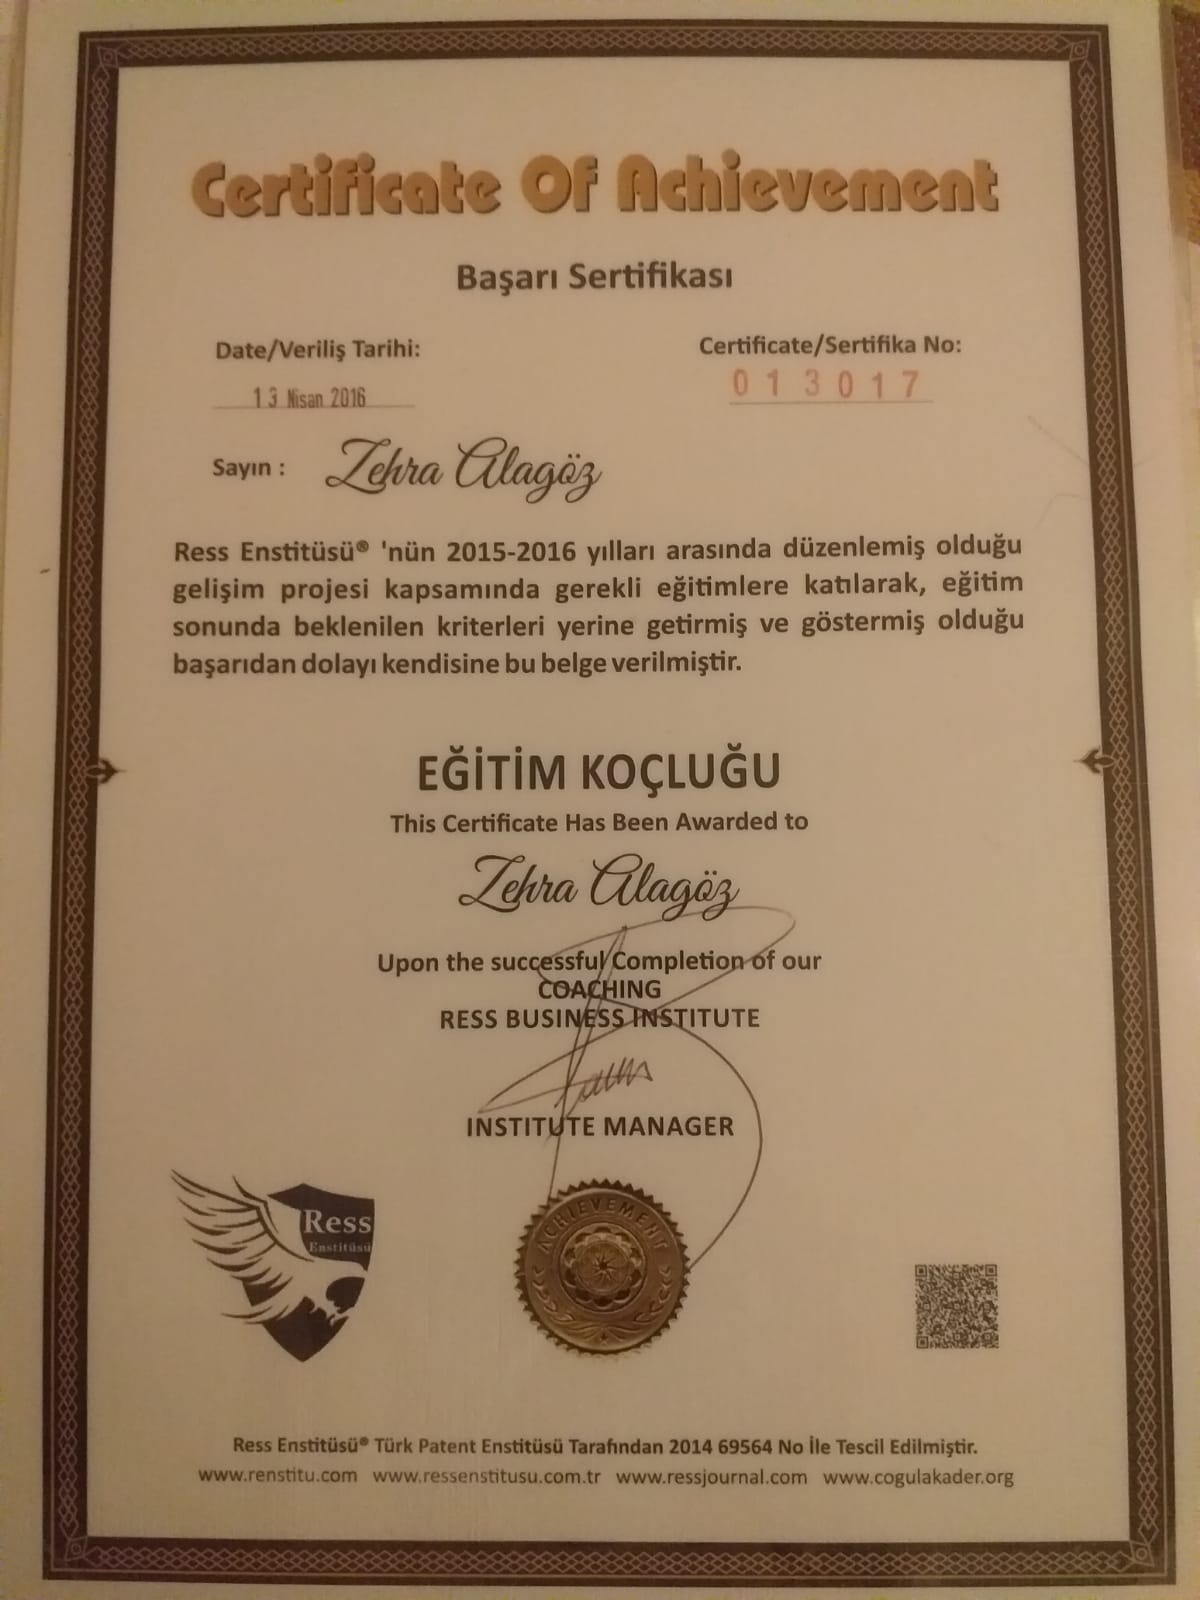 Certificate Of Achievement
Başarı Sertifikası
Date/Veriliş Tarihi:
Certificate/Sertifika No:
13 Nisan 2016
013017
Sayın : Zehra Alagöz
Ress Enstitüsü® 'nün 2015-2016 yılları arasında düzenlemiş olduğu
gelişim projesi kapsamında gerekli eğitimlere katılarak, eğitim
sonunda beklenilen kriterleri yerine getirmiş ve göstermiş olduğu
başarıdan dolayı kendisine bu belge verilmiştir.
EĞİTİM KOÇLUĞU
This Certificate Has Been Awarded to
Zehra Alagöz
Upon the successful Completion of our
COACHING
RESS BUSINESS INSTITUTE
INSTITUTE MANAGER
Ress
Enstitüsü
ACHIEVEMENT
Ress Enstitüsü® Türk Patent Enstitüsü Tarafından 2014 69564 No İle Tescil Edilmiştir.
www.renstitu.com www.ressenstitusu.com.tr www.ressjournal.com www.cogulakader.org